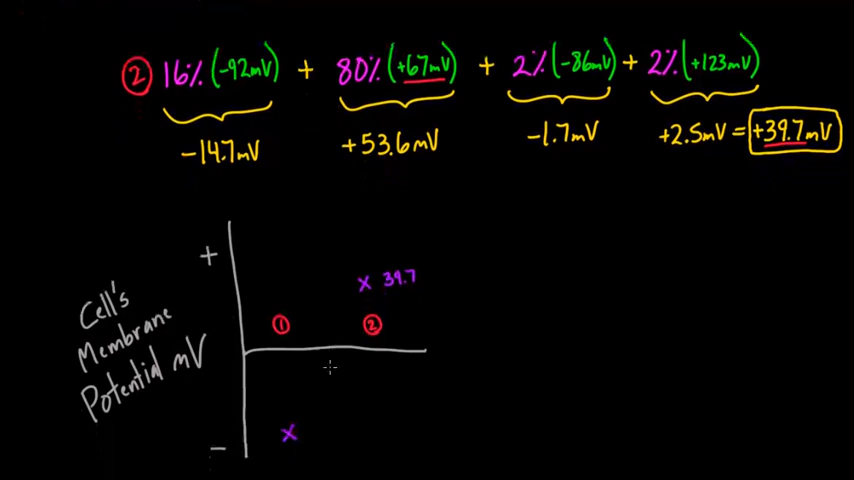 ② 16% (-92mV) + 80% (+67mV) + 2% (-86mV) + 2% (+123mV)
-14.7mV +53.6mV -1.7mV +2.5mV = +39.7mV
+
x 39.7
① ②
Cell's
Membrane
Potential mV
x
-